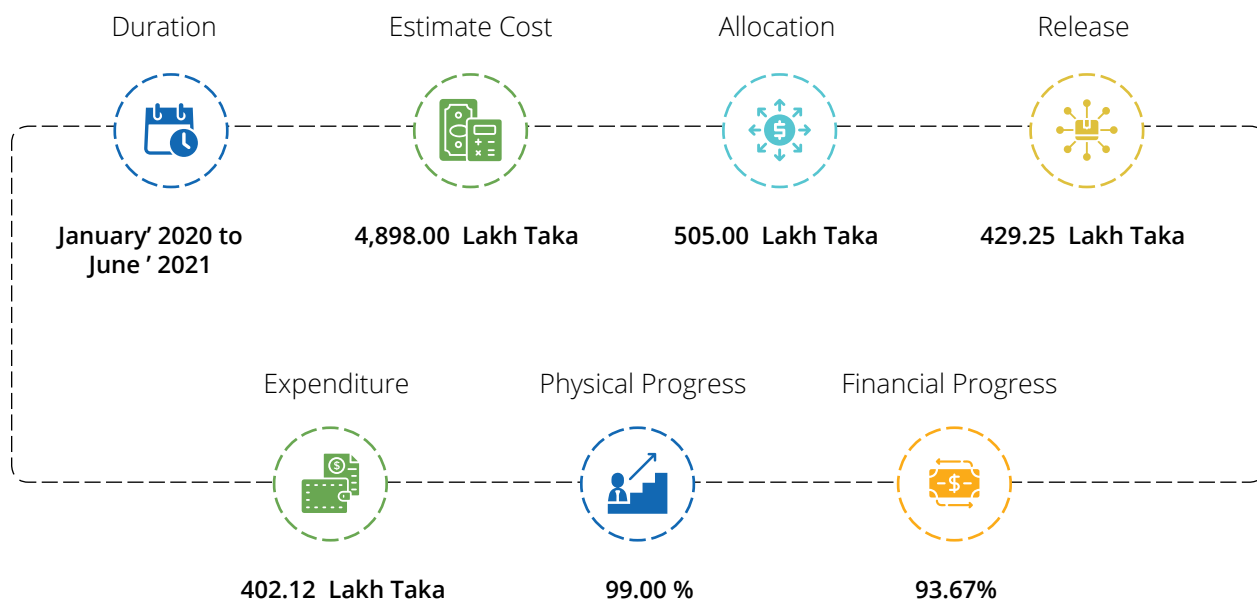 Duration
Estimate Cost
Allocation
Release
January’ 2020 to
June ’ 2021
4,898.00 Lakh Taka
505.00 Lakh Taka
429.25 Lakh Taka
Expenditure
Physical Progress
Financial Progress
402.12 Lakh Taka
99.00 %
93.67%